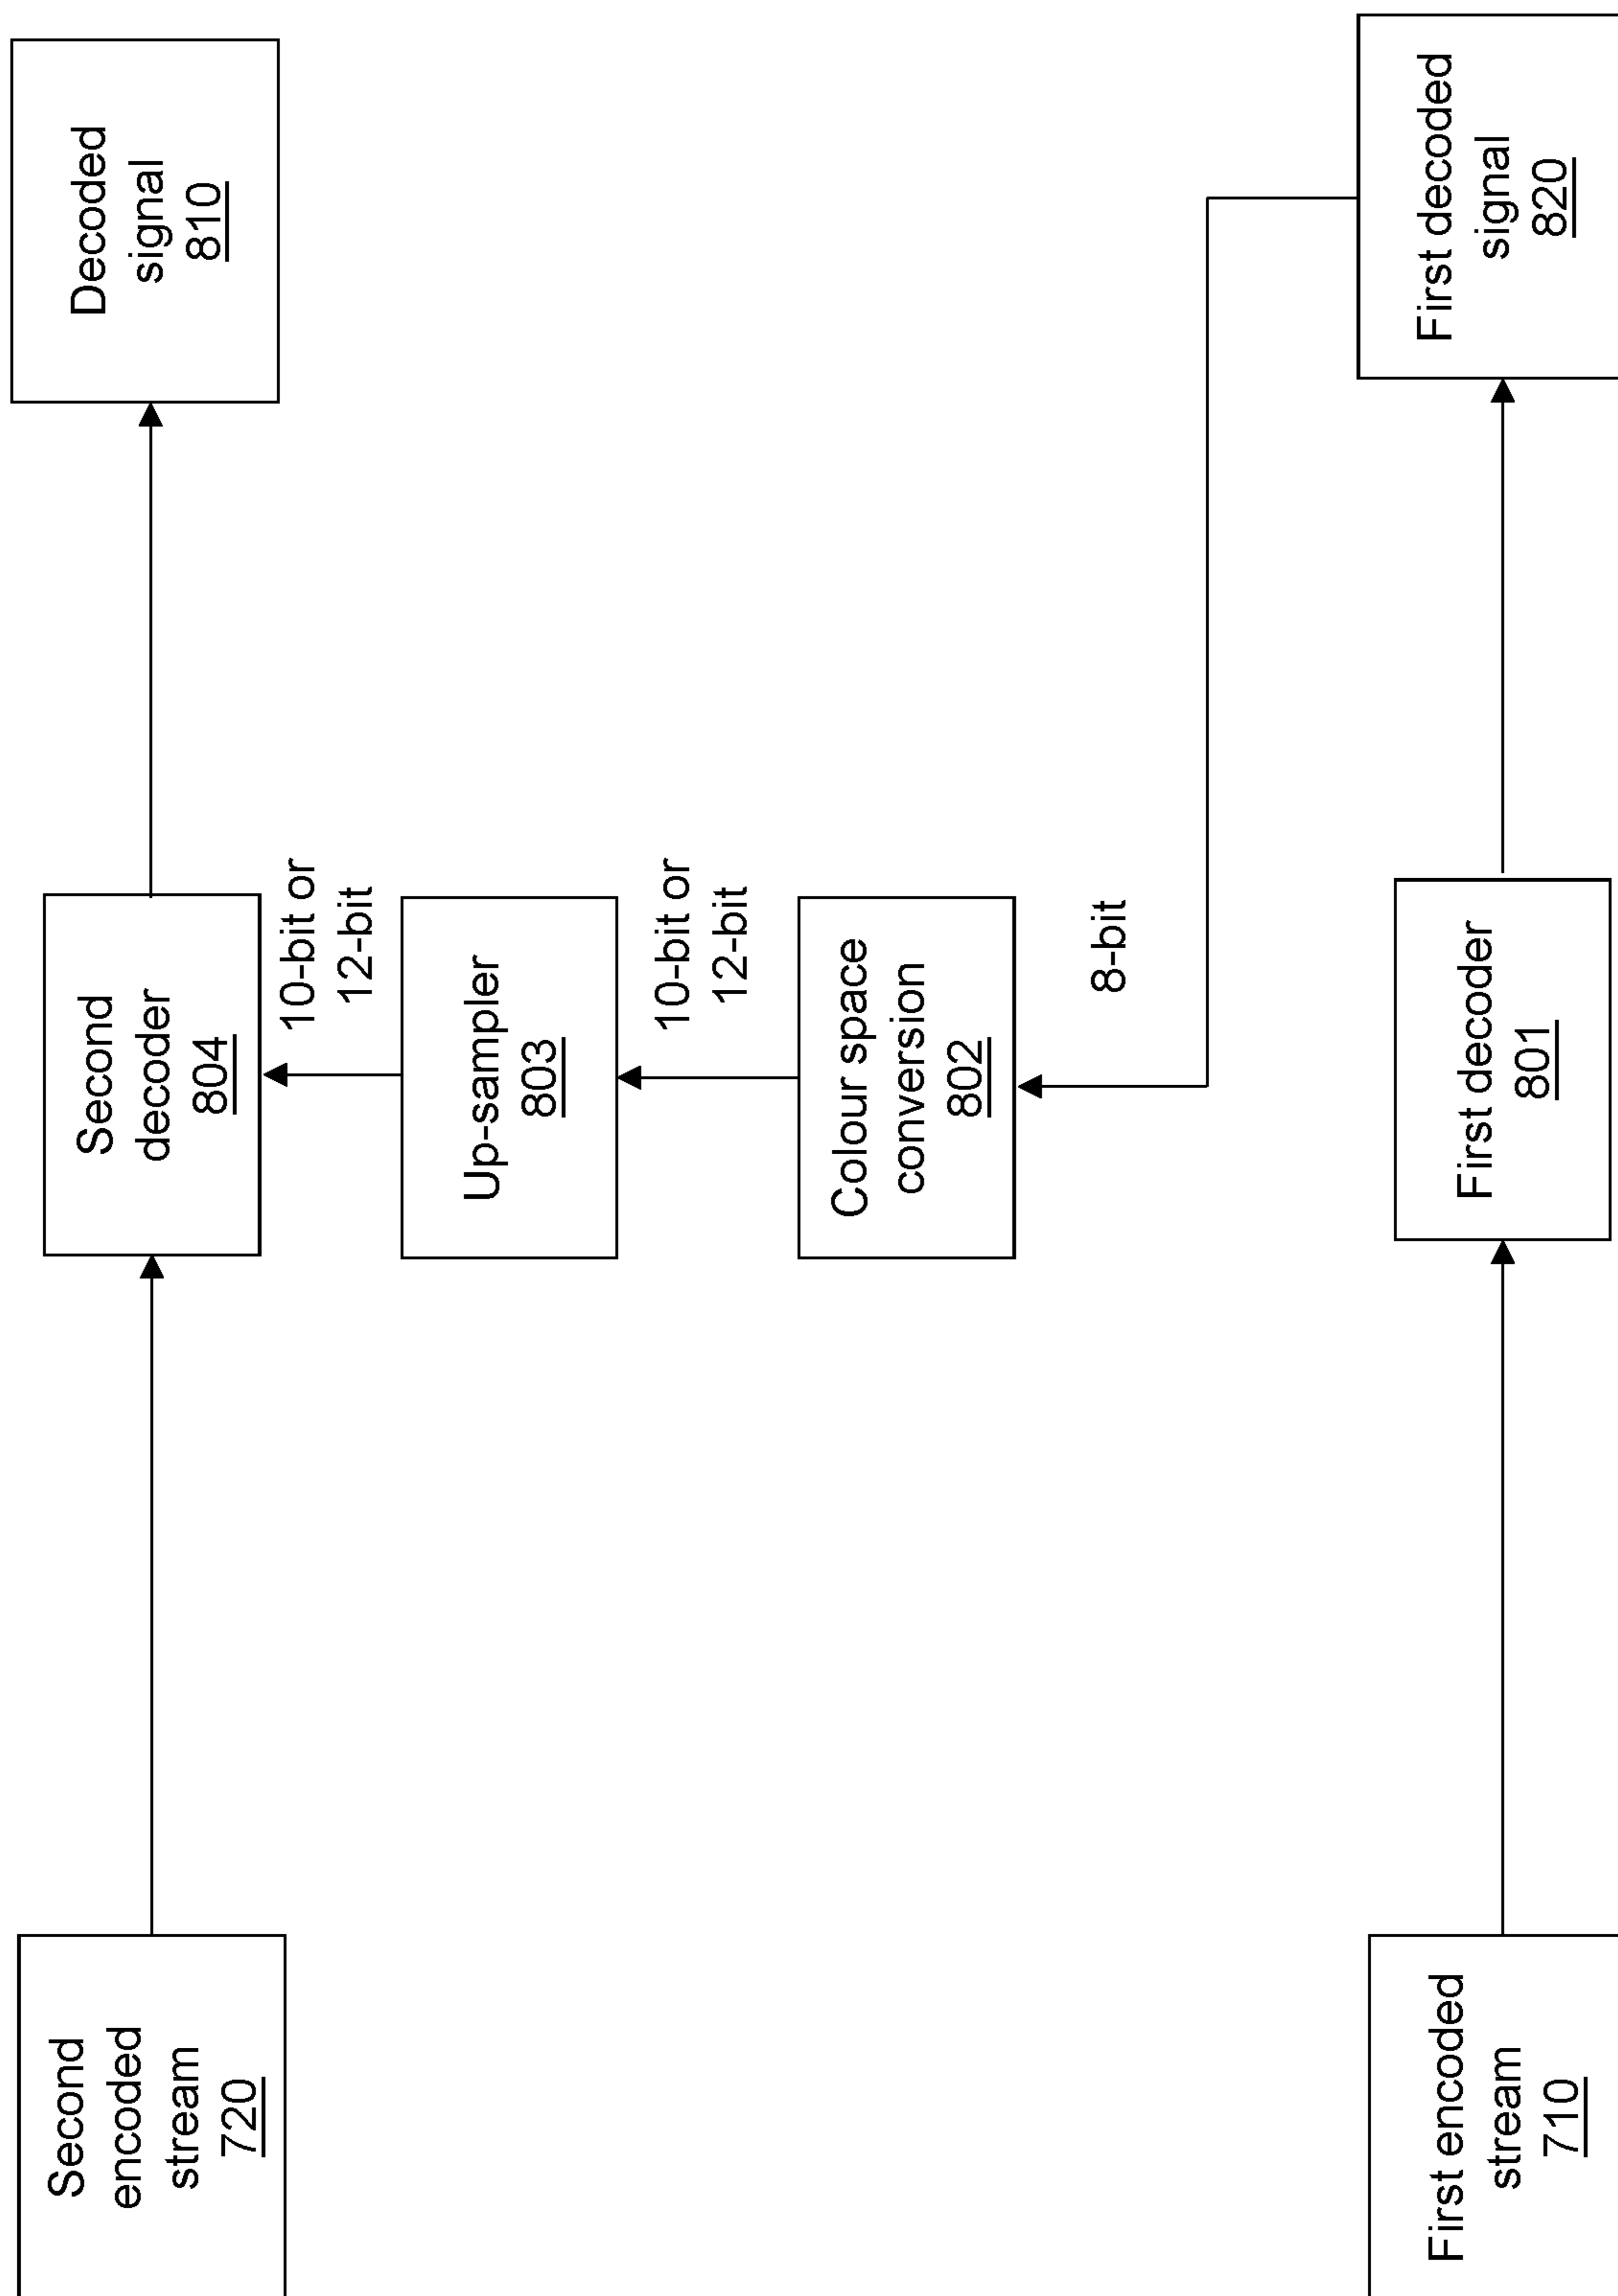 Second
encoded
stream
720
Second
decoder
804
Decoded
signal
810
10-bit or
12-bit
Up-sampler
803
10-bit or
12-bit
Colour space
conversion
802
8-bit
First encoded
stream
710
First decoder
801
First decoded
signal
820